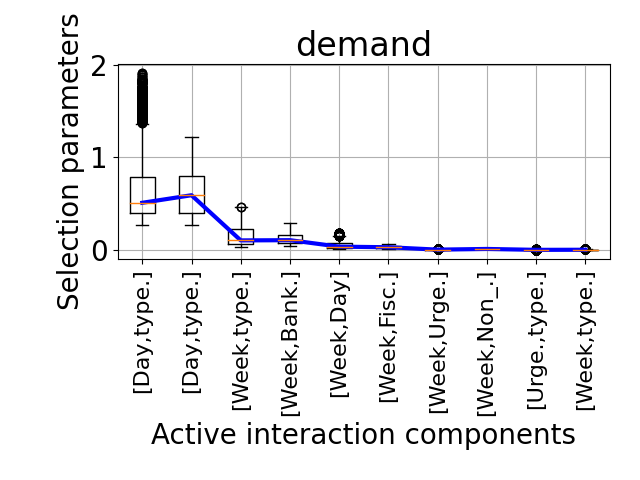 demand
Selection parameters
2
1
0
[Day,type.]
[Day,type.]
[Week,type.]
[Week,Bank.]
[Week,Day]
[Week,Fisc.]
[Week,Urge.]
[Week,Non_.]
[Urge.,type.]
[Week,type.]
Active interaction components